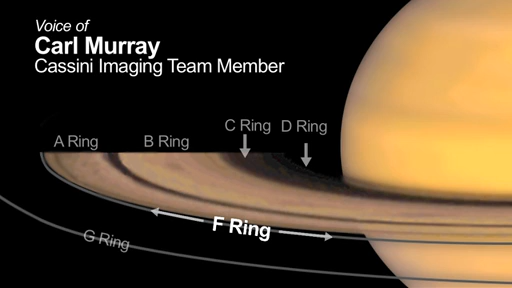 Voice of
Carl Murray
Cassini Imaging Team Member
C Ring
D Ring
A Ring
B Ring
F Ring
G Ring